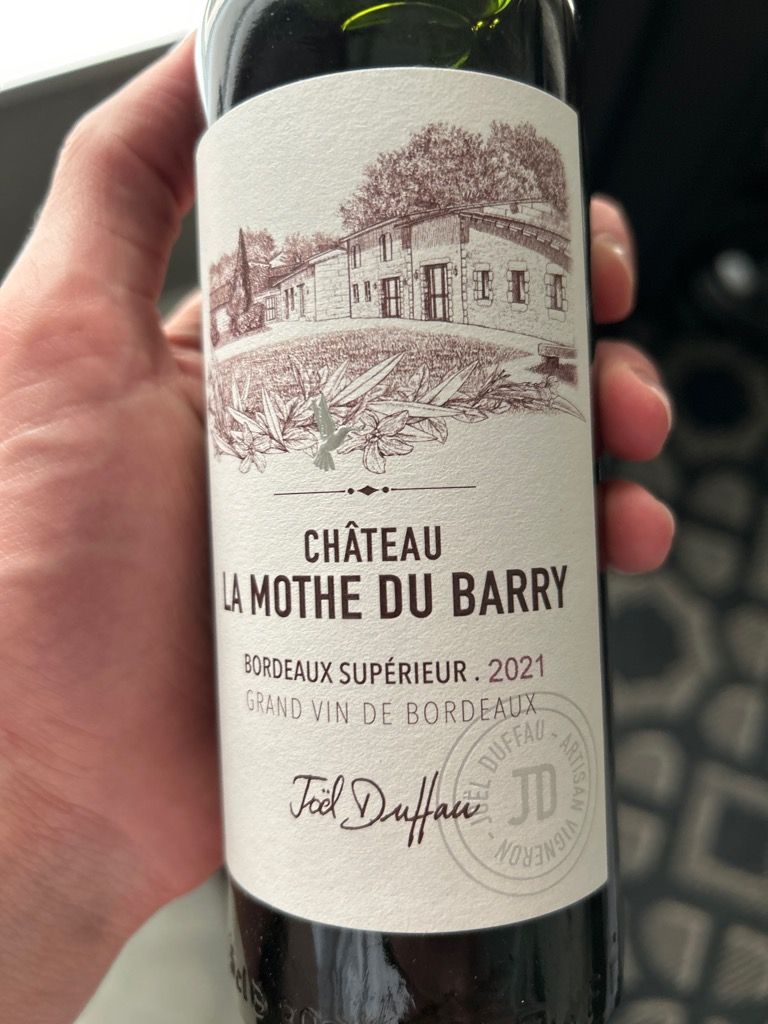 CHÂTEAU
LA MOTHE DU BARRY
BORDEAUX SUPÉRIEUR . 2021
GRAND VIN DE BORDEAUX
Joël Duffau
JOËL DUFFAU - ARTISAN VIGNERON -
JD